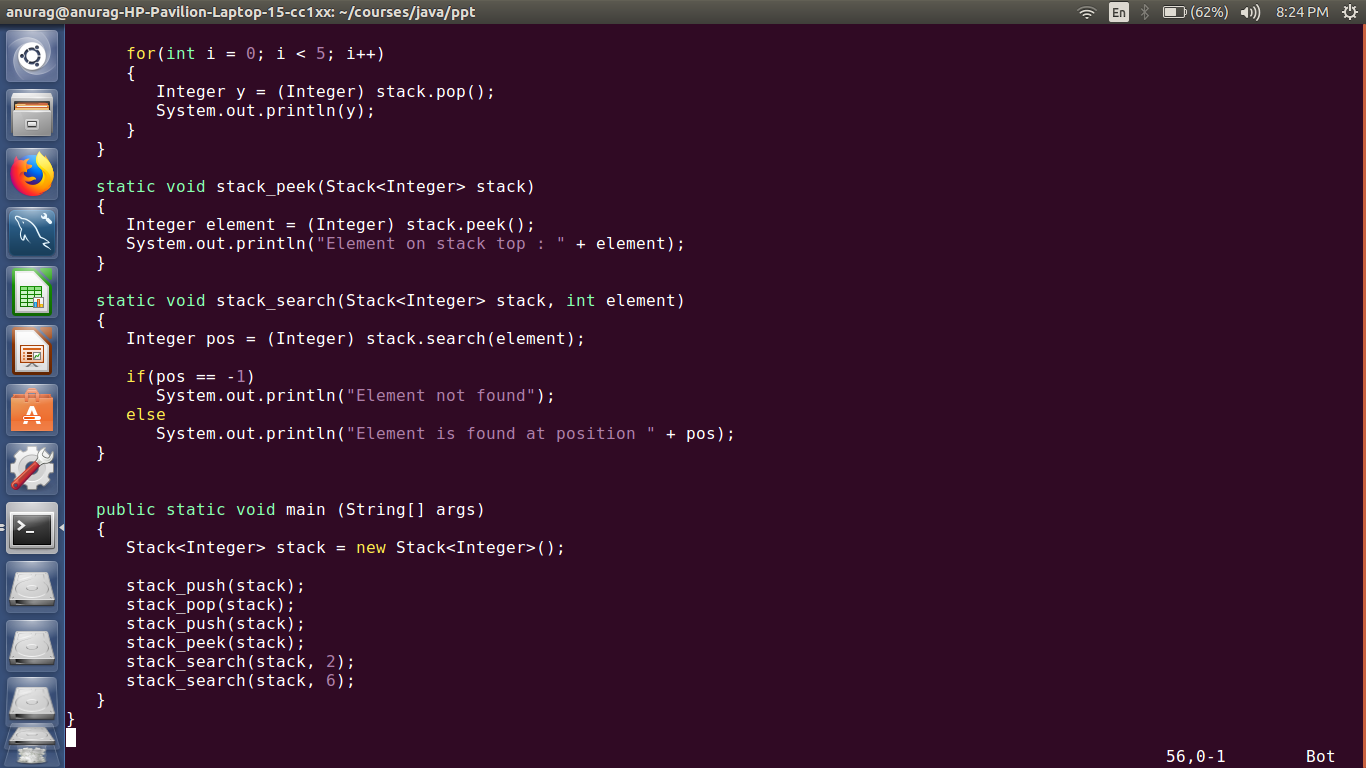 anurag@anurag-HP-Pavilion-Laptop-15-cc1xx: ~/courses/java/ppt
En
(62%)
8:24 PM
for(int i = 0; i < 5; i++)
{
Integer y = (Integer) stack.pop();
System.out.println(y);
}
}
static void stack_peek(Stack<Integer> stack)
{
Integer element = (Integer) stack.peek();
System.out.println("Element on stack top : " + element);
}
static void stack_search(Stack<Integer> stack, int element)
{
Integer pos = (Integer) stack.search(element);
if(pos == -1)
System.out.println("Element not found");
else
System.out.println("Element is found at position " + pos);
}
public static void main (String[] args)
{
Stack<Integer> stack = new Stack<Integer>();
stack_push(stack);
stack_pop(stack);
stack_push(stack);
stack_peek(stack);
stack_search(stack, 2);
stack_search(stack, 6);
}
}
56,0-1 Bot